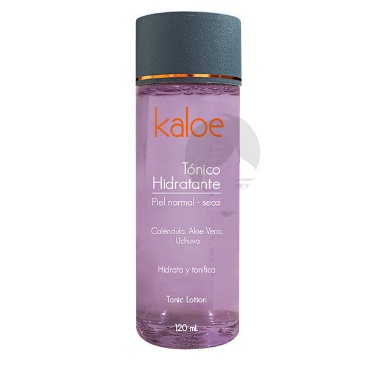 kaloe
Tónico
Hidratante
Piel normal - seca
Caléndula, Aloe Vera,
Uchuva
Hidrata y tonifica
Tonic Lotion
120 mL